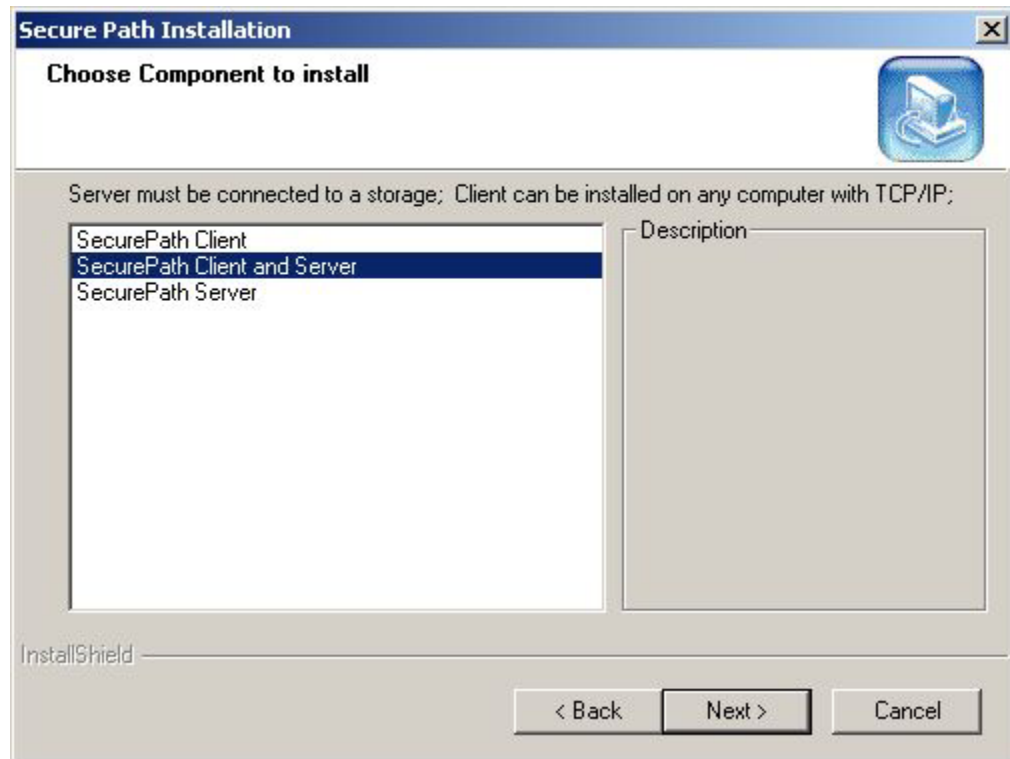 Secure Path Installation
Choose Component to install
Server must be connected to a storage; Client can be installed on any computer with TCP/IP;
SecurePath Client
SecurePath Client and Server
SecurePath Server
Description
InstallShield
< Back
Next >
Cancel